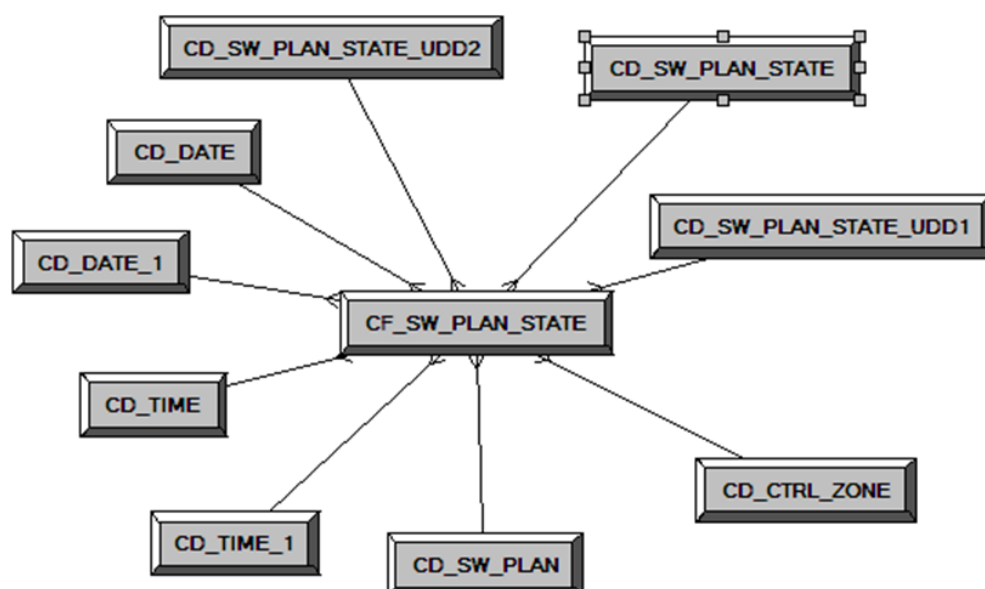 CD_SW_PLAN_STATE_UDD2
CD_SW_PLAN_STATE
CD_DATE
CD_SW_PLAN_STATE_UDD1
CD_DATE_1
CF_SW_PLAN_STATE
CD_TIME
CD_CTRL_ZONE
CD_TIME_1
CD_SW_PLAN